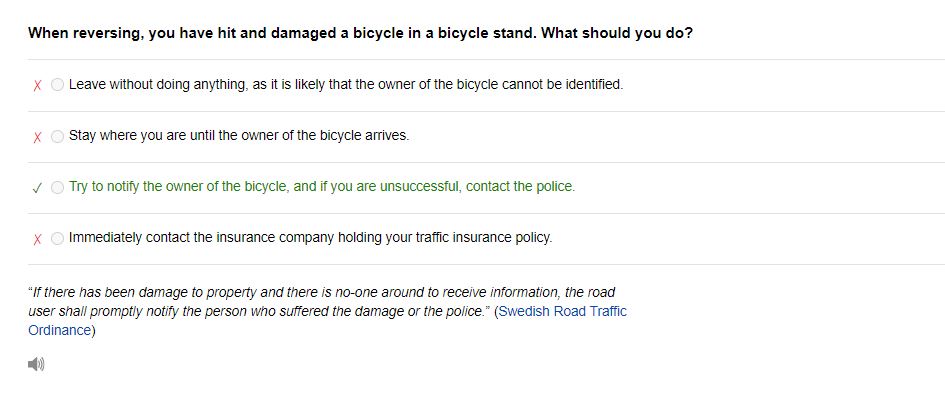 When reversing, you have hit and damaged a bicycle in a bicycle stand. What should you do?
Leave without doing anything, as it is likely that the owner of the bicycle cannot be identified.
Stay where you are until the owner of the bicycle arrives.
Try to notify the owner of the bicycle, and if you are unsuccessful, contact the police.
Immediately contact the insurance company holding your traffic insurance policy.
“If there has been damage to property and there is no-one around to receive information, the road
user shall promptly notify the person who suffered the damage or the police.” (Swedish Road Traffic
Ordinance)